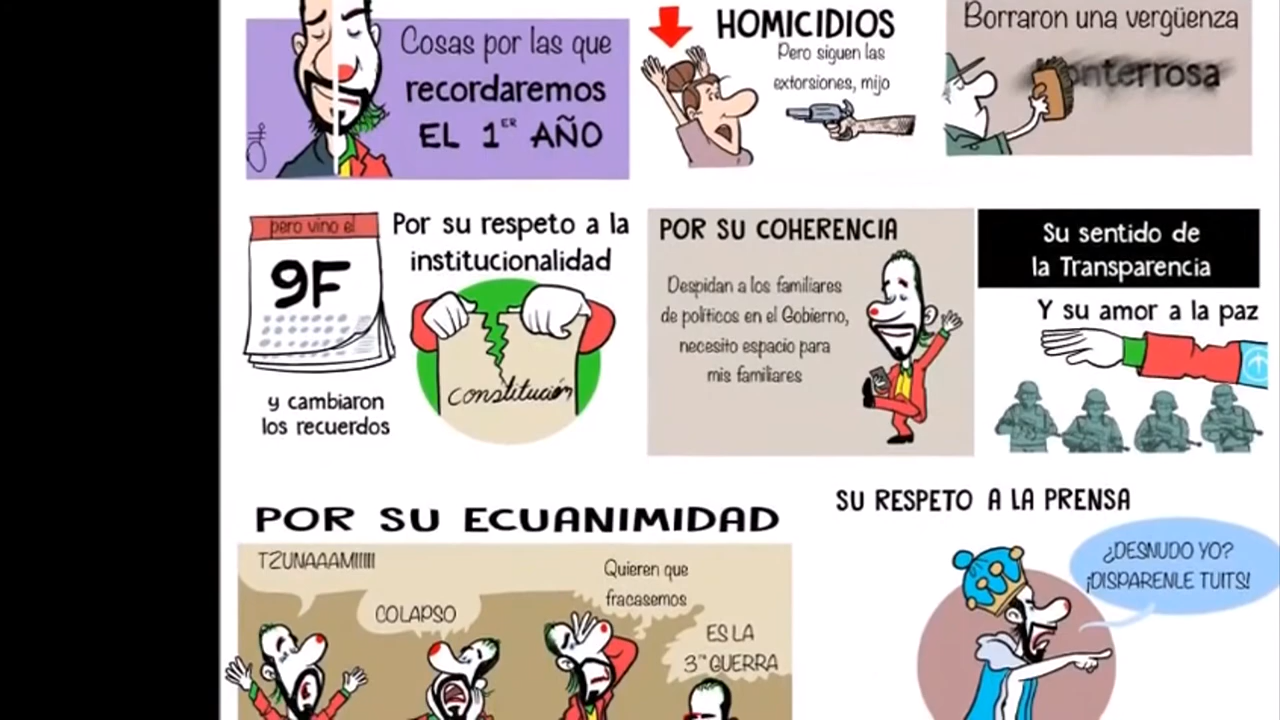 Cosas por las que
recordaremos
EL 1ER AÑO
Otto
HOMICIDIOS
Pero siguen las
extorsiones, mijo
Borraron una vergüenza
Monterrosa
pero vino el
9F
y cambiaron
los recuerdos
Por su respeto a la
institucionalidad
constitución
POR SU COHERENCIA
Despidan a los familiares
de políticos en el Gobierno,
necesito espacio para
mis familiares
Su sentido de
la Transparencia
Y su amor a la paz
POR SU ECUANIMIDAD
TZUNAAAMIIIIII
COLAPSO
Quieren que
fracasemos
ES LA
3RA GUERRA
SU RESPETO A LA PRENSA
¿DESNUDO YO?
¡DISPARENLE TUITS!